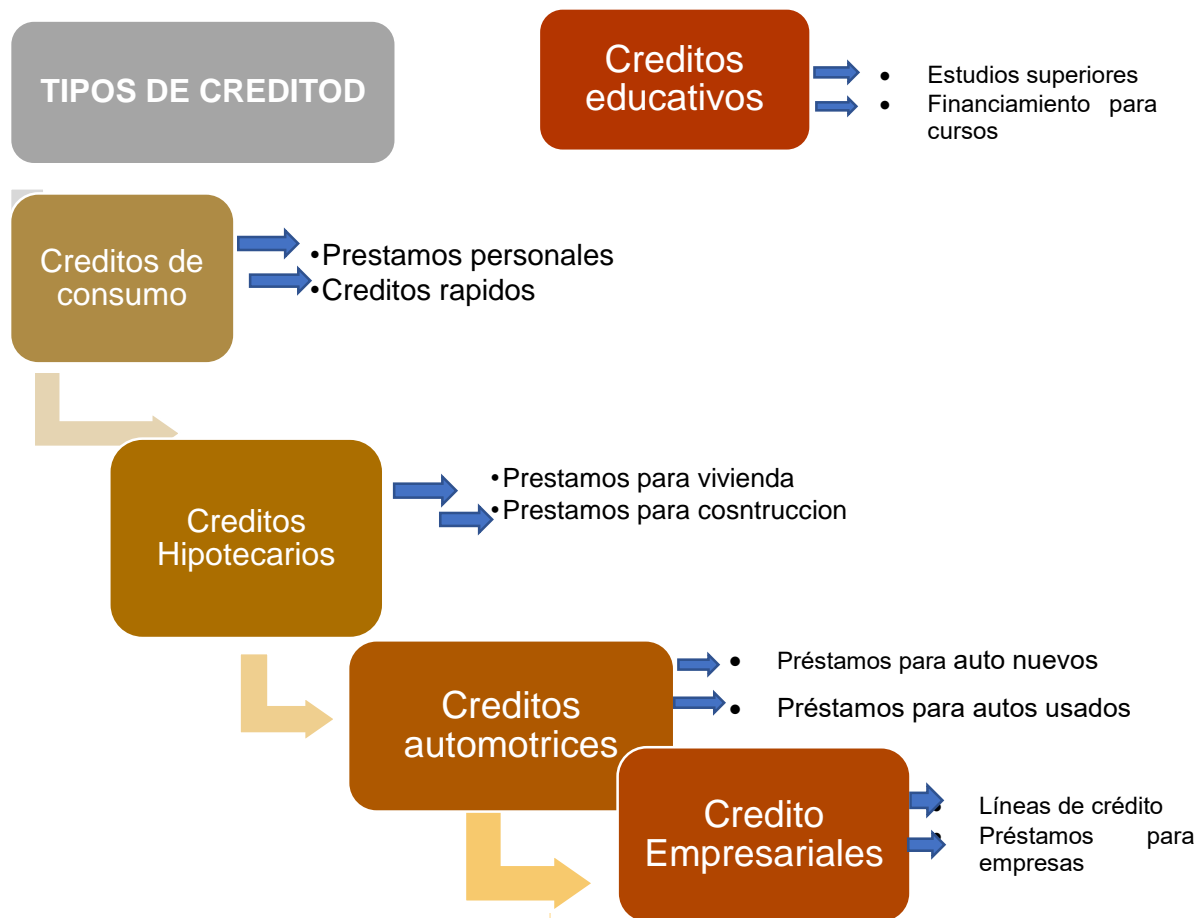 TIPOS DE CREDITOD
Creditos
educativos
• Estudios superiores
• Financiamiento para
cursos
Creditos de
consumo
•Prestamos personales
•Creditos rapidos
Creditos
Hipotecarios
•Prestamos para vivienda
•Prestamos para cosntruccion
Creditos
automotrices
• Préstamos para auto nuevos
• Préstamos para autos usados
Credito
Empresariales
• Líneas de crédito
• Préstamos para
empresas